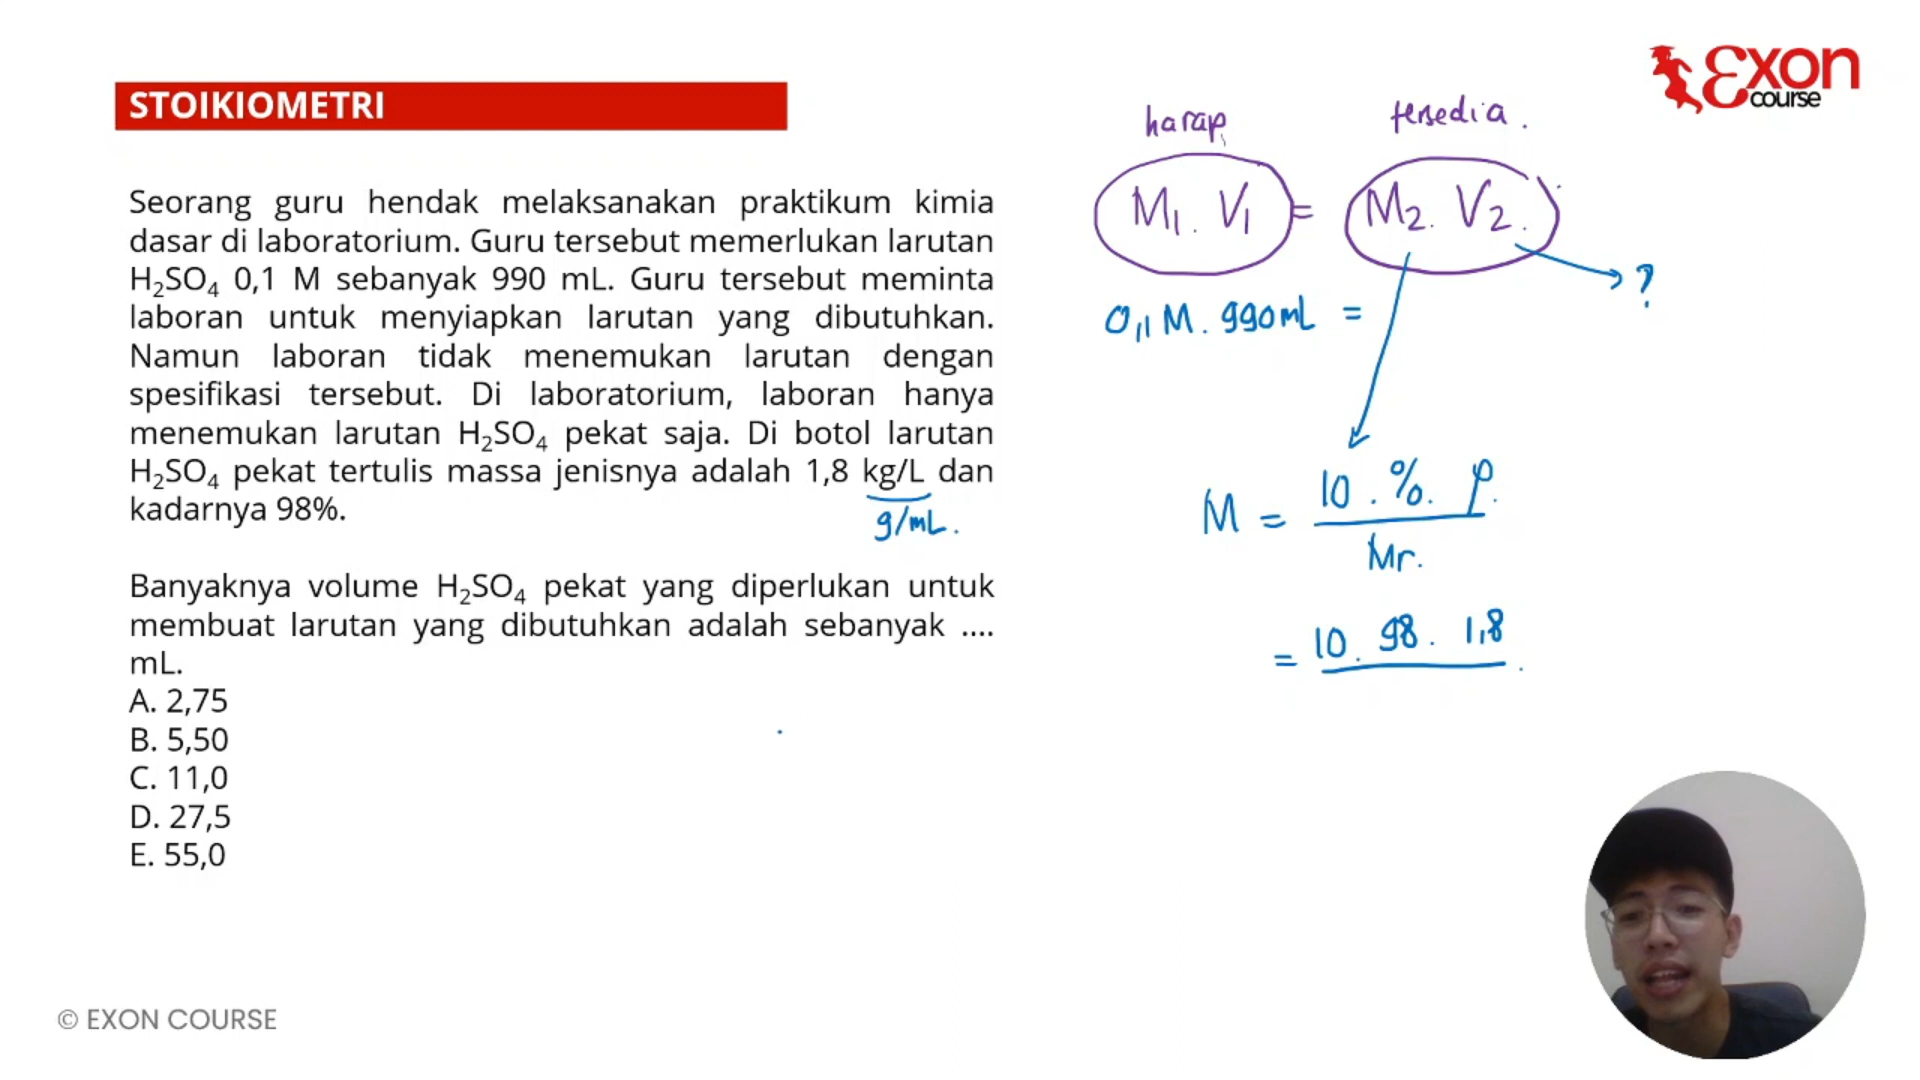 STOIKIOMETRI
Exon
course
Seorang guru hendak melaksanakan praktikum kimia
dasar di laboratorium. Guru tersebut memerlukan larutan
H₂SO₄ 0,1 M sebanyak 990 mL. Guru tersebut meminta
laboran untuk menyiapkan larutan yang dibutuhkan.
Namun laboran tidak menemukan larutan dengan
spesifikasi tersebut. Di laboratorium, laboran hanya
menemukan larutan H₂SO₄ pekat saja. Di botol larutan
H₂SO₄ pekat tertulis massa jenisnya adalah 1,8 kg/L dan
kadarnya 98%.
g/mL.
Banyaknya volume H₂SO₄ pekat yang diperlukan untuk
membuat larutan yang dibutuhkan adalah sebanyak ....
mL.
A. 2,75
B. 5,50
C. 11,0
D. 27,5
E. 55,0
harap tersedia.
M₁. V₁ = M₂. V₂.
?
0,1 M. 990 mL =
M = 10 . %. ρ.
Mr.
= 10. 98. 1,8
© EXON COURSE